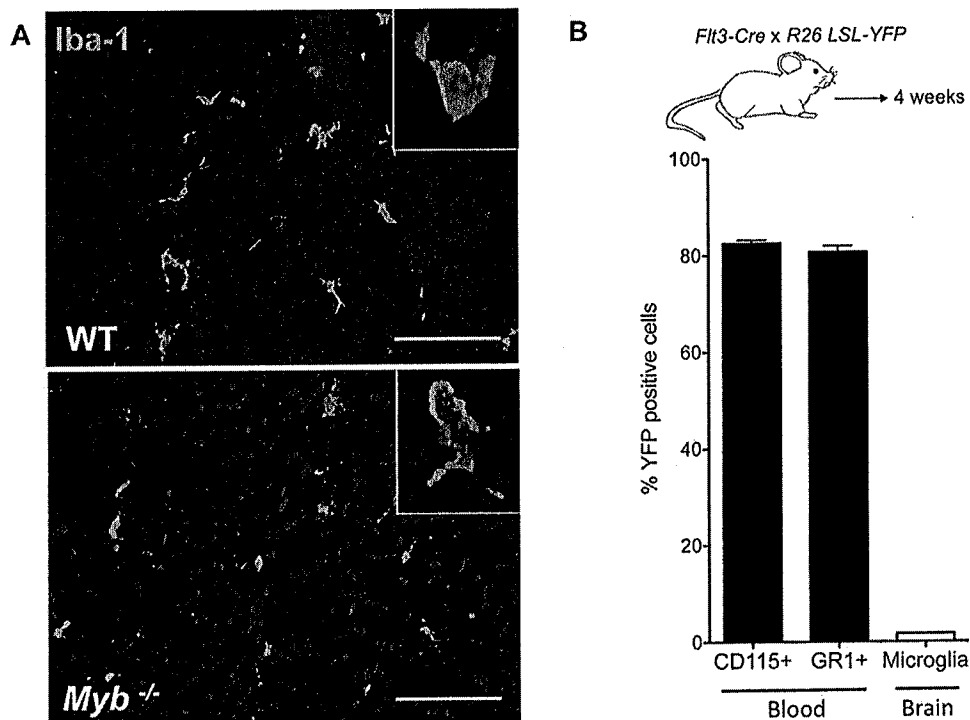 A
Iba-1
WT
Myb -/-
B
Flt3-Cre x R26 LSL-YFP
4 weeks
% YFP positive cells
100
80
60
40
20
0
CD115+ GR1+ Microglia
Blood Brain